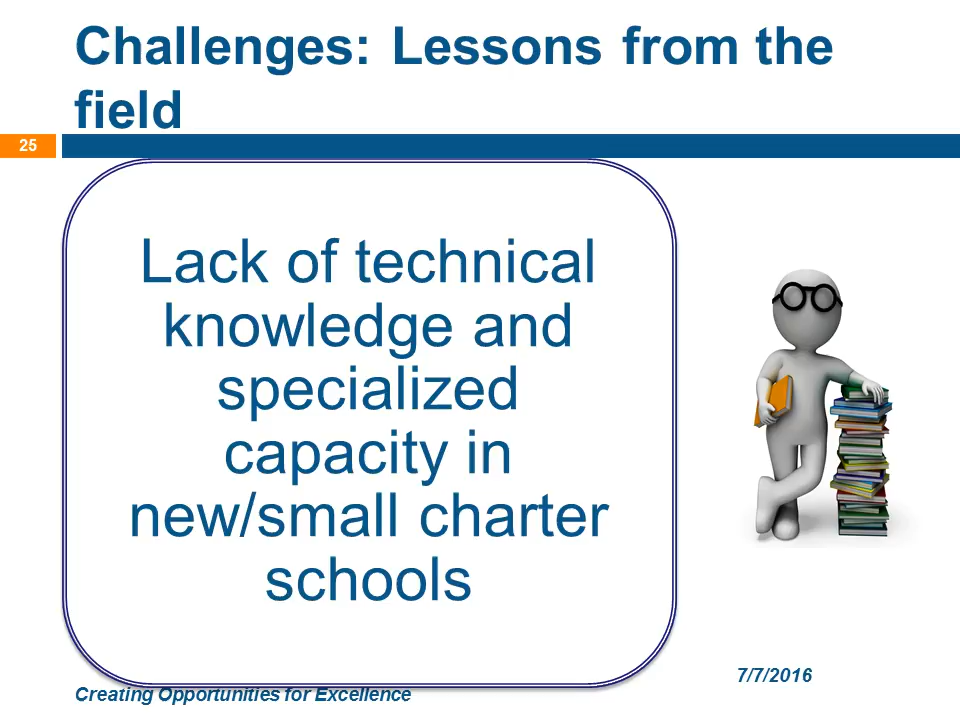 Challenges: Lessons from the
field
25
Lack of technical
knowledge and
specialized
capacity in
new/small charter
schools
7/7/2016
Creating Opportunities for Excellence